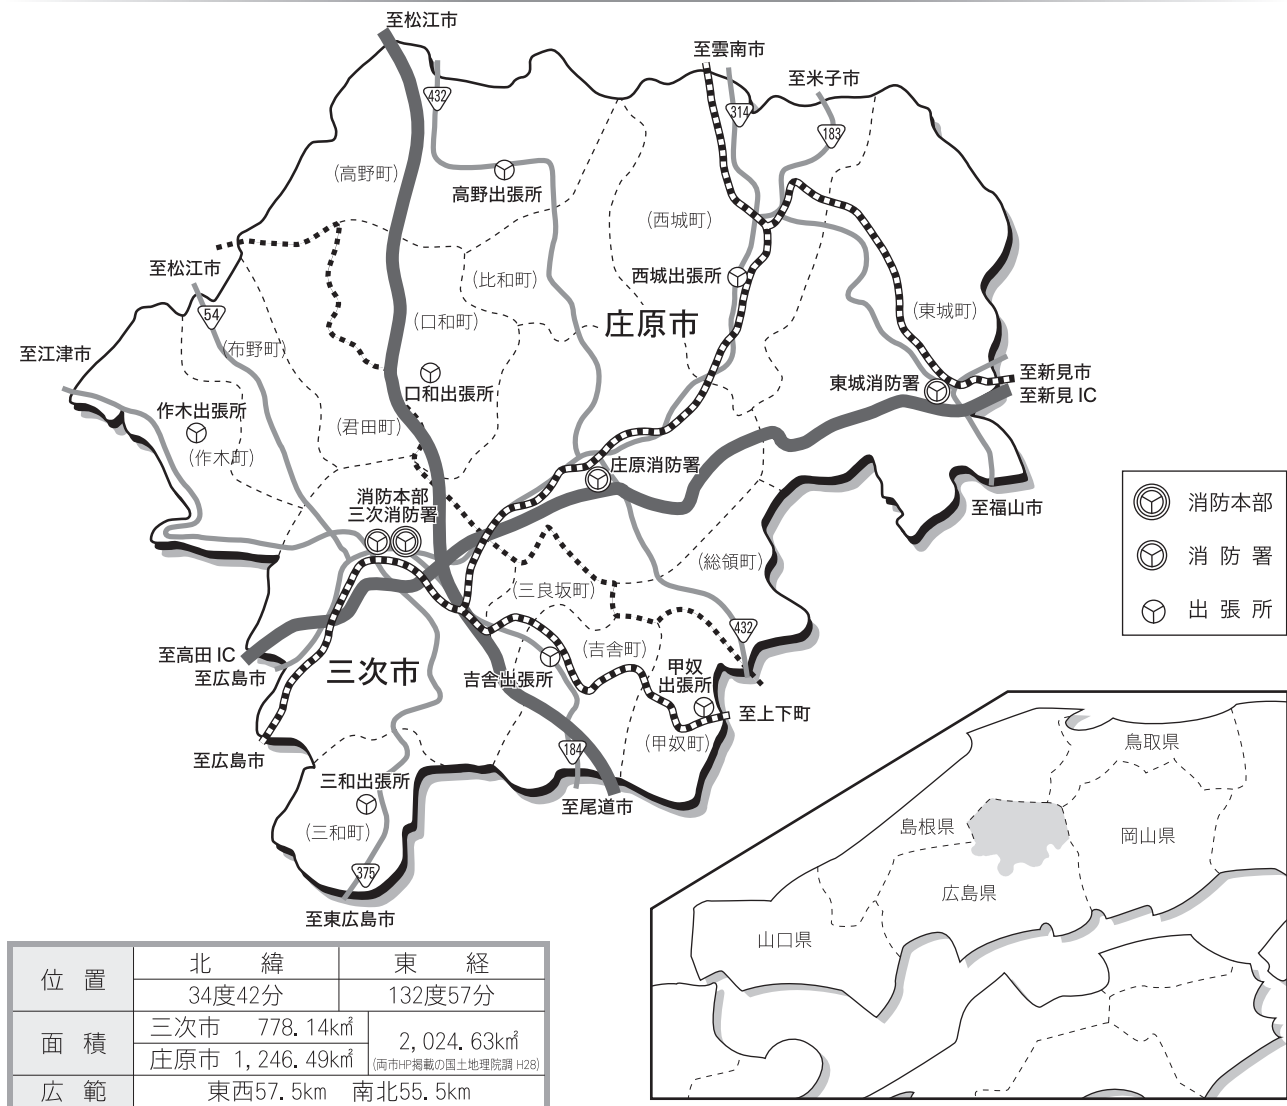 至松江市
至雲南市
至米子市
432
314
183
(高野町)
高野出張所
(西城町)
至松江市
西城出張所
(比和町)
54
(口和町)
庄原市
(東城町)
至江津市
(布野町)
至新見市
東城消防署
至新見IC
口和出張所
作木出張所
(君田町)
(作木町)
庄原消防署
消防本部
三次消防署
至福山市
(総領町)
(三良坂町)
432
(吉舎町)
至高田IC
至広島市
三次市
吉舎出張所
甲奴
出張所
至上下町
(甲奴町)
184
至広島市
三和出張所
至尾道市
(三和町)
375
至東広島市
消防本部
消防署
出張所
鳥取県
島根県
岡山県
広島県
山口県
位置 北緯 東経
34度42分 132度57分
面積 三次市 778.14k㎡ 2,024.63k㎡
庄原市 1,246.49k㎡ (両市HP掲載の国土地理院調 H28)
広範 東西57.5km 南北55.5km